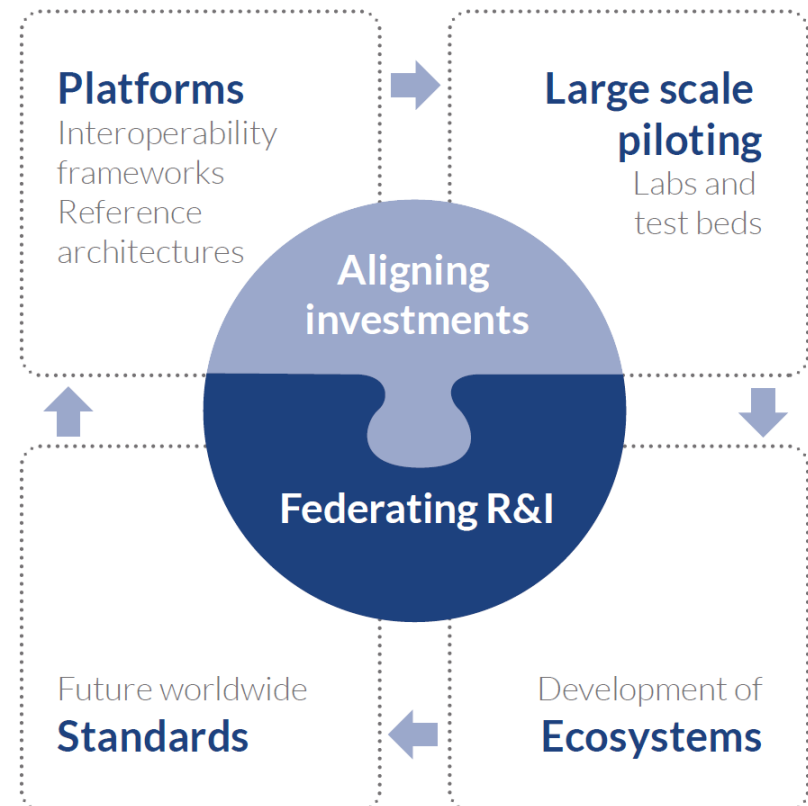 Platforms
Interoperability
frameworks
Reference
architectures
Large scale
piloting
Labs and
test beds
Aligning
investments
Federating R&I
Future worldwide
Standards
Development of
Ecosystems